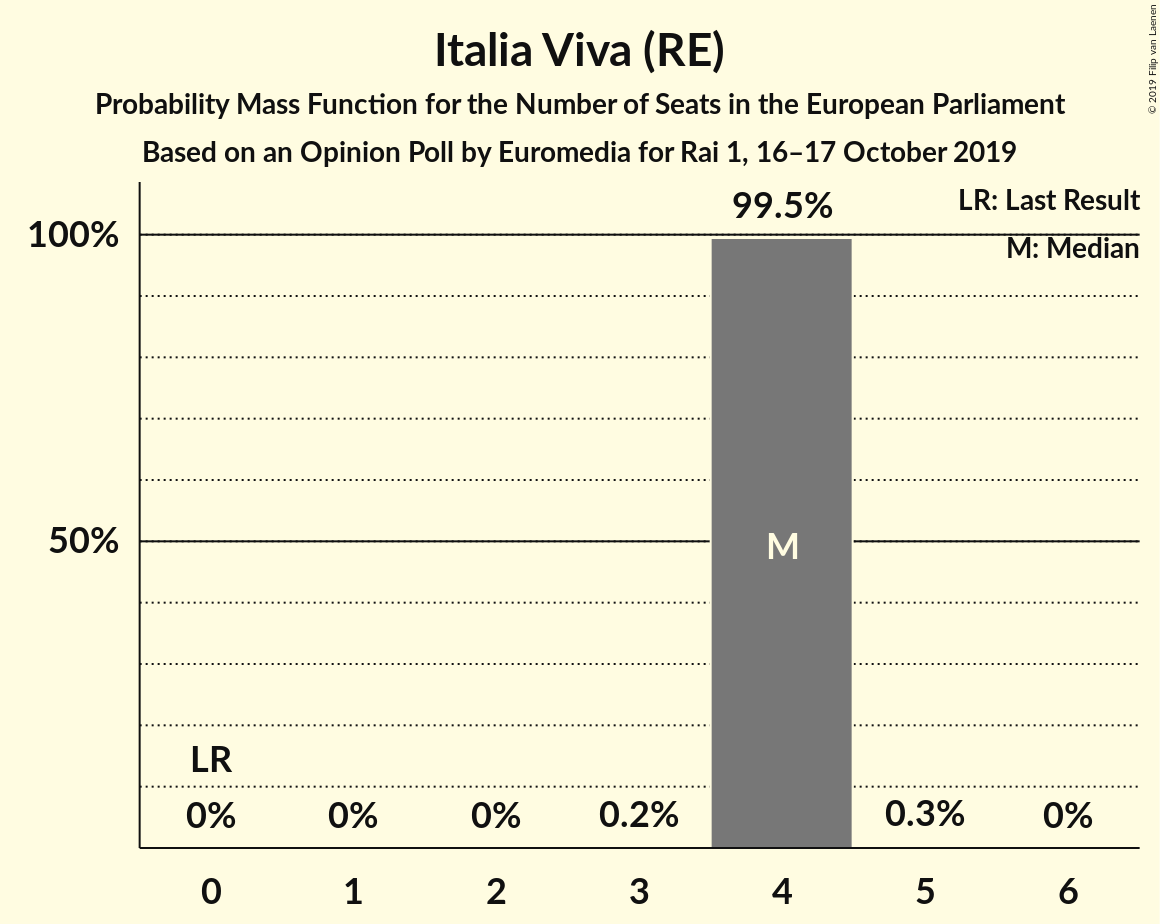 Italia Viva (RE)
Probability Mass Function for the Number of Seats in the European Parliament
Based on an Opinion Poll by Euromedia for Rai 1, 16–17 October 2019
© 2019 Filip van Laenen
99.5%
LR: Last Result
100%
M: Median
50%
M
LR
0%
0%
0%
0.2%
0.3%
0%
0
1
2
3
4
5
6